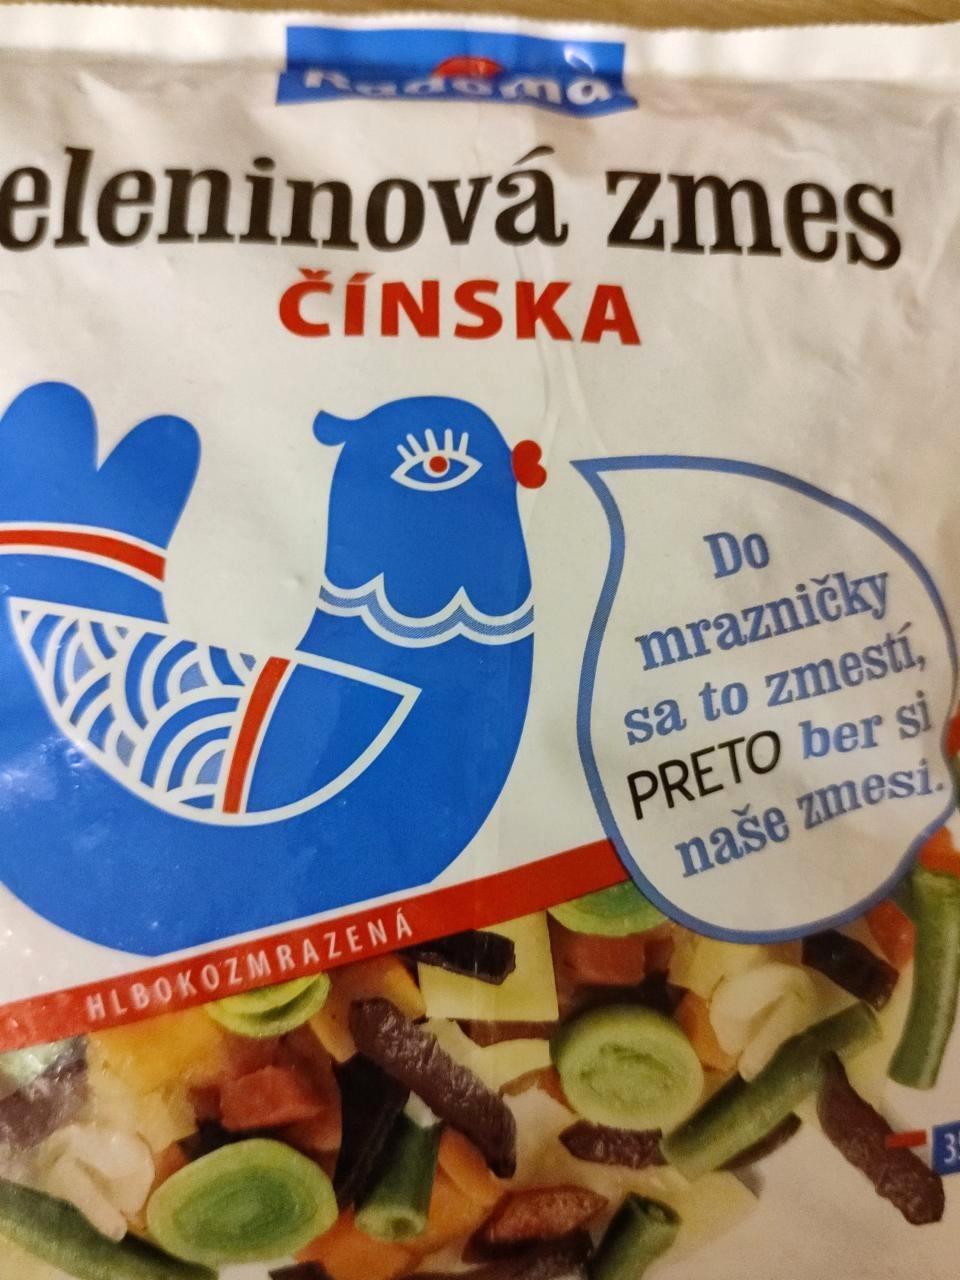 Radoma
eleninová zmes
ČÍNSKA
Do
mrazničky
sa to zmestí,
PRETO ber si
naše zmesi.
HLBOKOZMRAZENÁ